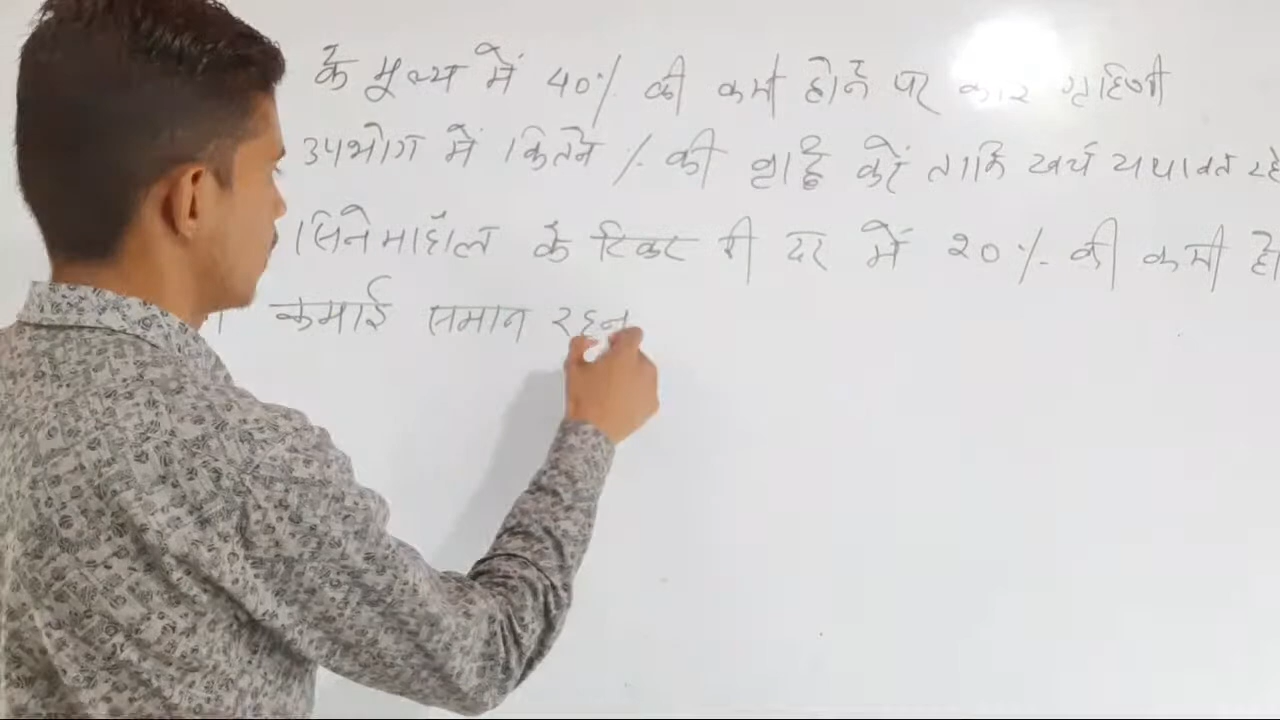 के मूल्य में 40% की कमी होने पर कोई गृहिणी
उपभोग में कितने % की वृद्धि करें ताकि खर्च यथावत रहे
सिनेमाहॉल के टिकट की दर में 20% की कमी हो
कमाई समान रहन